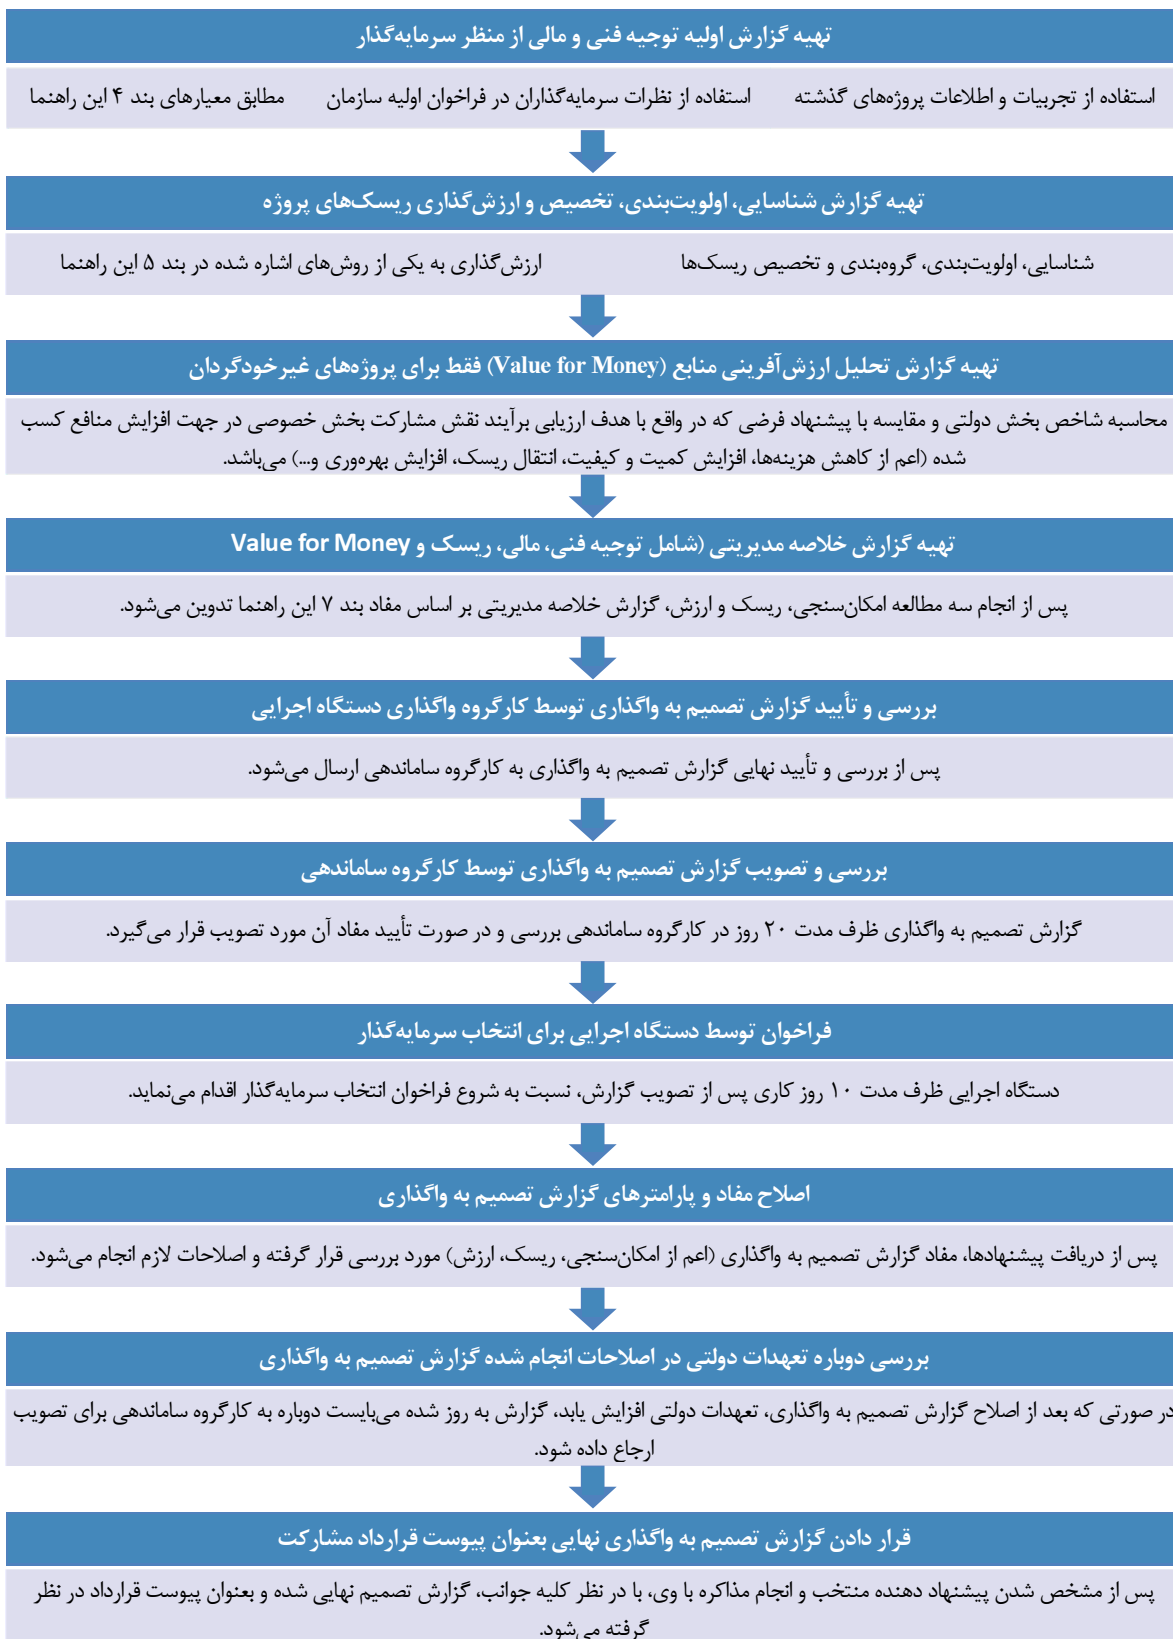 تهیه گزارش اولیه توجیه فنی و مالی از منظر سرمایه‌گذار
استفاده از تجربیات و اطلاعات پروژه‌های گذشته استفاده از نظرات سرمایه‌گذاران در فراخوان اولیه سازمان مطابق معیارهای بند ۴ این راهنما
تهیه گزارش شناسایی، اولویت‌بندی، تخصیص و ارزش‌گذاری ریسک‌های پروژه
شناسایی، اولویت‌بندی، گروه‌بندی و تخصیص ریسک‌ها ارزش‌گذاری به یکی از روش‌های اشاره شده در بند ۵ این راهنما
تهیه گزارش تحلیل ارزش‌آفرینی منابع (Value for Money) فقط برای پروژه‌های غیرخودگردان
محاسبه شاخص بخش دولتی و مقایسه با پیشنهاد فرضی که در واقع با هدف ارزیابی برآیند نقش مشارکت بخش خصوصی در جهت افزایش منافع کسب
شده (اعم از کاهش هزینه‌ها، افزایش کمیت و کیفیت، انتقال ریسک، افزایش بهره‌وری و...) می‌باشد.
تهیه گزارش خلاصه مدیریتی (شامل توجیه فنی، مالی، ریسک و Value for Money
پس از انجام سه مطالعه امکان‌سنجی، ریسک و ارزش، گزارش خلاصه مدیریتی بر اساس مفاد بند ۷ این راهنما تدوین می‌شود.
بررسی و تأیید گزارش تصمیم به واگذاری توسط کارگروه واگذاری دستگاه اجرایی
پس از بررسی و تأیید نهایی گزارش تصمیم به واگذاری به کارگروه ساماندهی ارسال می‌شود.
بررسی و تصویب گزارش تصمیم به واگذاری توسط کارگروه ساماندهی
گزارش تصمیم به واگذاری ظرف مدت ۲۰ روز در کارگروه ساماندهی بررسی و در صورت تأیید مفاد آن مورد تصویب قرار می‌گیرد.
فراخوان توسط دستگاه اجرایی برای انتخاب سرمایه‌گذار
دستگاه اجرایی ظرف مدت ۱۰ روز کاری پس از تصویب گزارش، نسبت به شروع فراخوان انتخاب سرمایه‌گذار اقدام می‌نماید.
اصلاح مفاد و پارامترهای گزارش تصمیم به واگذاری
پس از دریافت پیشنهادها، مفاد گزارش تصمیم به واگذاری (اعم از امکان‌سنجی، ریسک، ارزش) مورد بررسی قرار گرفته و اصلاحات لازم انجام می‌شود.
بررسی دوباره تعهدات دولتی در اصلاحات انجام شده گزارش تصمیم به واگذاری
در صورتی که بعد از اصلاح گزارش تصمیم به واگذاری، تعهدات دولتی افزایش یابد، گزارش به روز شده می‌بایست دوباره به کارگروه ساماندهی برای تصویب
ارجاع داده شود.
قرار دادن گزارش تصمیم به واگذاری نهایی بعنوان پیوست قرارداد مشارکت
پس از مشخص شدن پیشنهاد دهنده منتخب و انجام مذاکره با وی، با در نظر کلیه جوانب، گزارش تصمیم نهایی شده و بعنوان پیوست قرارداد در نظر
گرفته می‌شود.